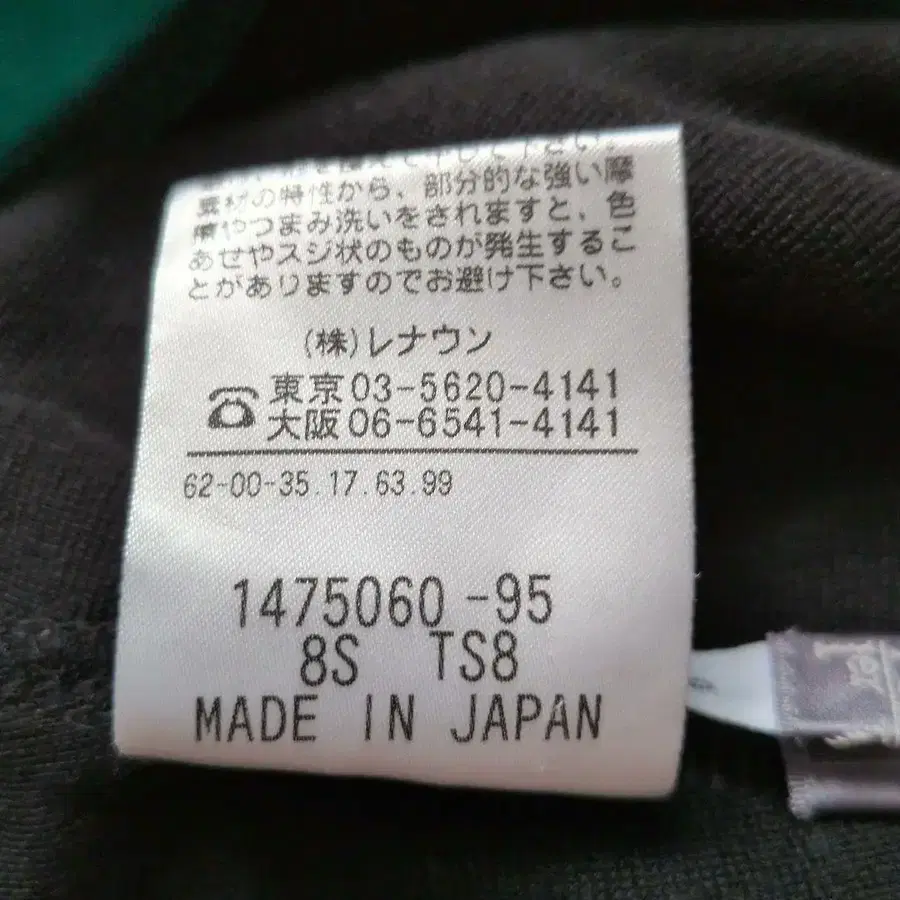 素材の特性から、部分的な強い摩
擦やつまみ洗いをされますと、色
あせやスジ状のものが発生するこ
とがありますのでお避け下さい。
(株)レナウン
東京03-5620-4141
大阪06-6541-4141
62-00-35.17.63.99
1475060 -95
8S TS8
MADE IN JAPAN